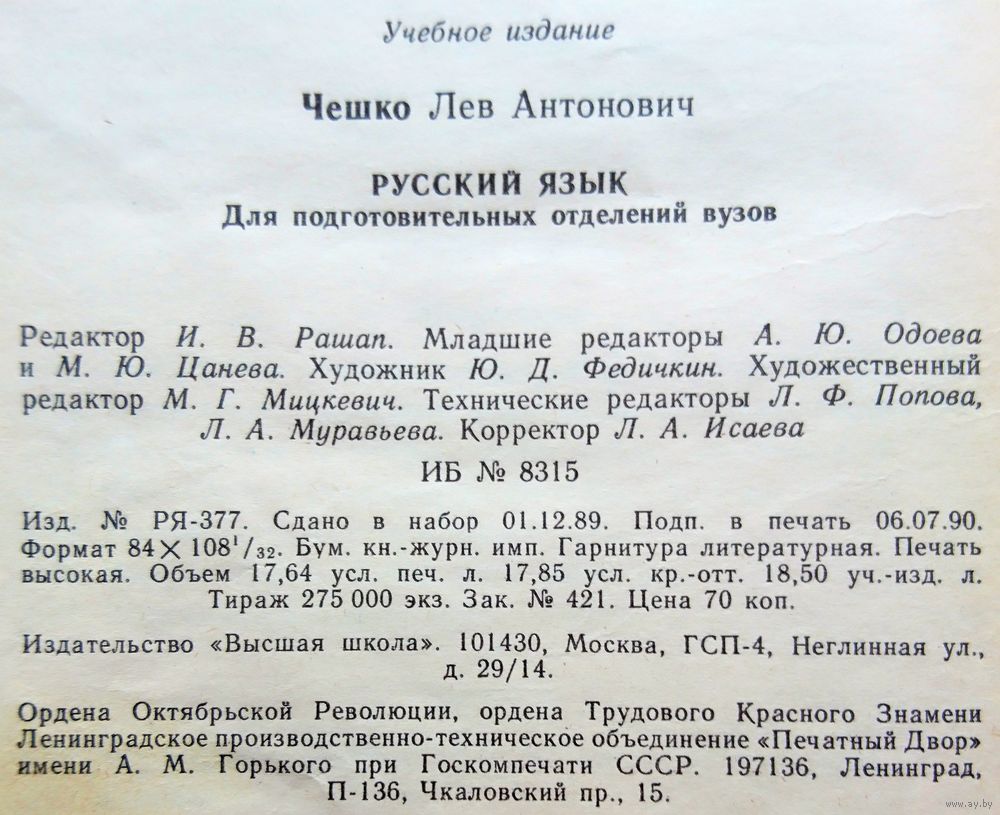 Учебное издание
Чешко Лев Антонович
РУССКИЙ ЯЗЫК
Для подготовительных отделений вузов
Редактор И. В. Рашап. Младшие редакторы А. Ю. Одоева
и М. Ю. Цанева. Художник Ю. Д. Федичкин. Художественный
редактор М. Г. Мицкевич. Технические редакторы Л. Ф. Попова,
Л. А. Муравьева. Корректор Л. А. Исаева
ИБ № 8315
Изд. № РЯ-377. Сдано в набор 01.12.89. Подп. в печать 06.07.90.
Формат 84×108¹/₃₂. Бум. кн.-журн. имп. Гарнитура литературная. Печать
высокая. Объем 17,64 усл. печ. л. 17,85 усл. кр.-отт. 18,50 уч.-изд. л.
Тираж 275 000 экз. Зак. № 421. Цена 70 коп.
Издательство «Высшая школа». 101430, Москва, ГСП-4, Неглинная ул.,
д. 29/14.
Ордена Октябрьской Революции, ордена Трудового Красного Знамени
Ленинградское производственно-техническое объединение «Печатный Двор»
имени А. М. Горького при Госкомпечати СССР. 197136, Ленинград,
П-136, Чкаловский пр., 15.
www.ay.by